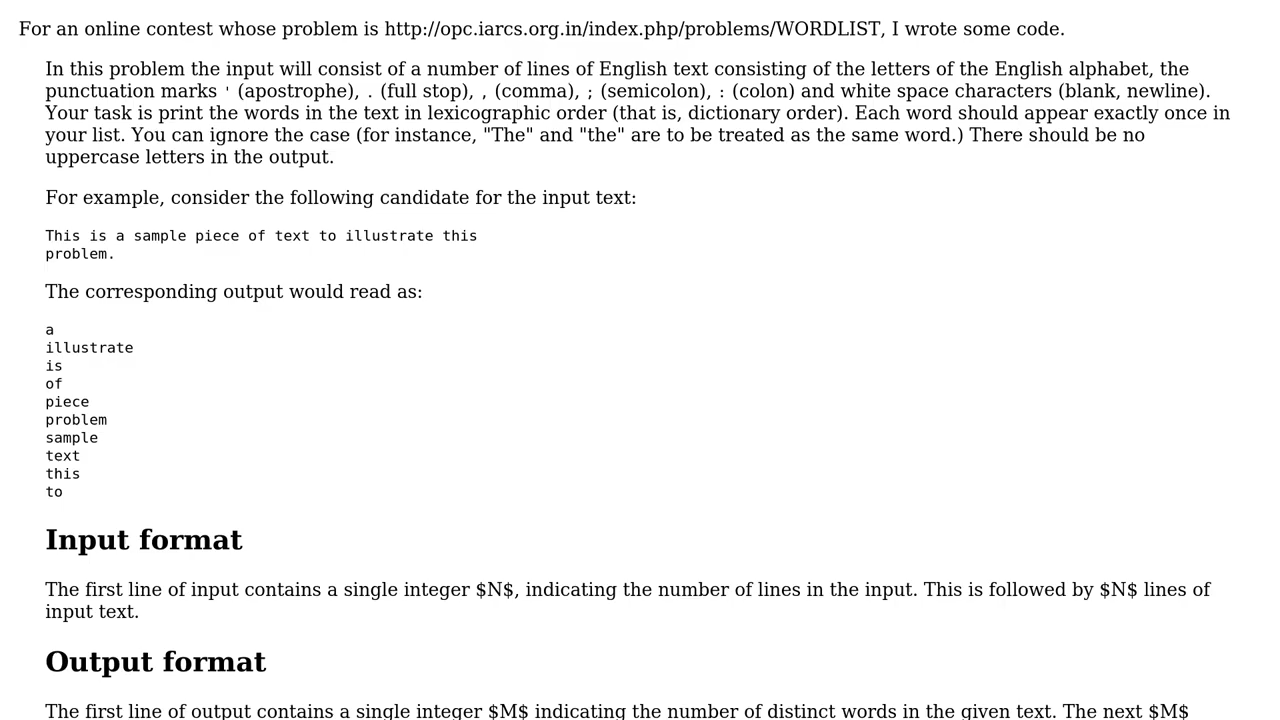 For an online contest whose problem is http://opc.iarcs.org.in/index.php/problems/WORDLIST, I wrote some code.
In this problem the input will consist of a number of lines of English text consisting of the letters of the English alphabet, the
punctuation marks ' (apostrophe), . (full stop), , (comma), ; (semicolon), : (colon) and white space characters (blank, newline).
Your task is print the words in the text in lexicographic order (that is, dictionary order). Each word should appear exactly once in
your list. You can ignore the case (for instance, "The" and "the" are to be treated as the same word.) There should be no
uppercase letters in the output.
For example, consider the following candidate for the input text:
This is a sample piece of text to illustrate this
problem.
The corresponding output would read as:
a
illustrate
is
of
piece
problem
sample
text
this
to
Input format
The first line of input contains a single integer $N$, indicating the number of lines in the input. This is followed by $N$ lines of
input text.
Output format
The first line of output contains a single integer $M$ indicating the number of distinct words in the given text. The next $M$